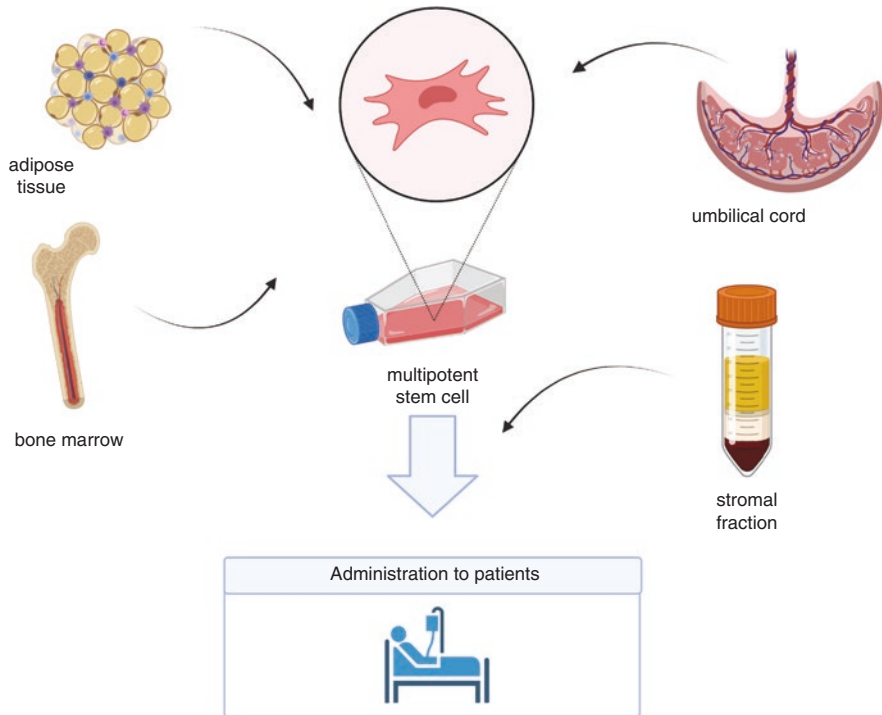 adipose
tissue
umbilical cord
bone marrow
multipotent
stem cell
stromal
fraction
Administration to patients